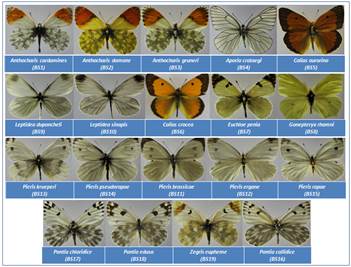 Anthocharis cardamines
(BS1)
Anthocharis damone
(BS2)
Anthocharis gruneri
(BS3)
Aporia crataegi
(BS4)
Colias aurorina
(BS5)
Leptidea duponcheli
(BS9)
Leptidea sinapis
(BS10)
Colias crocea
(BS6)
Euchloe penia
(BS7)
Gonepteryx rhamni
(BS8)
Pieris krueperi
(BS13)
Pieris pseudorapae
(BS14)
Pieris brassicae
(BS11)
Pieris ergane
(BS12)
Pieris rapae
(BS15)
Pontia chloridice
(BS17)
Pontia edusa
(BS18)
Zegris eupheme
(BS19)
Pontia callidice
(BS16)